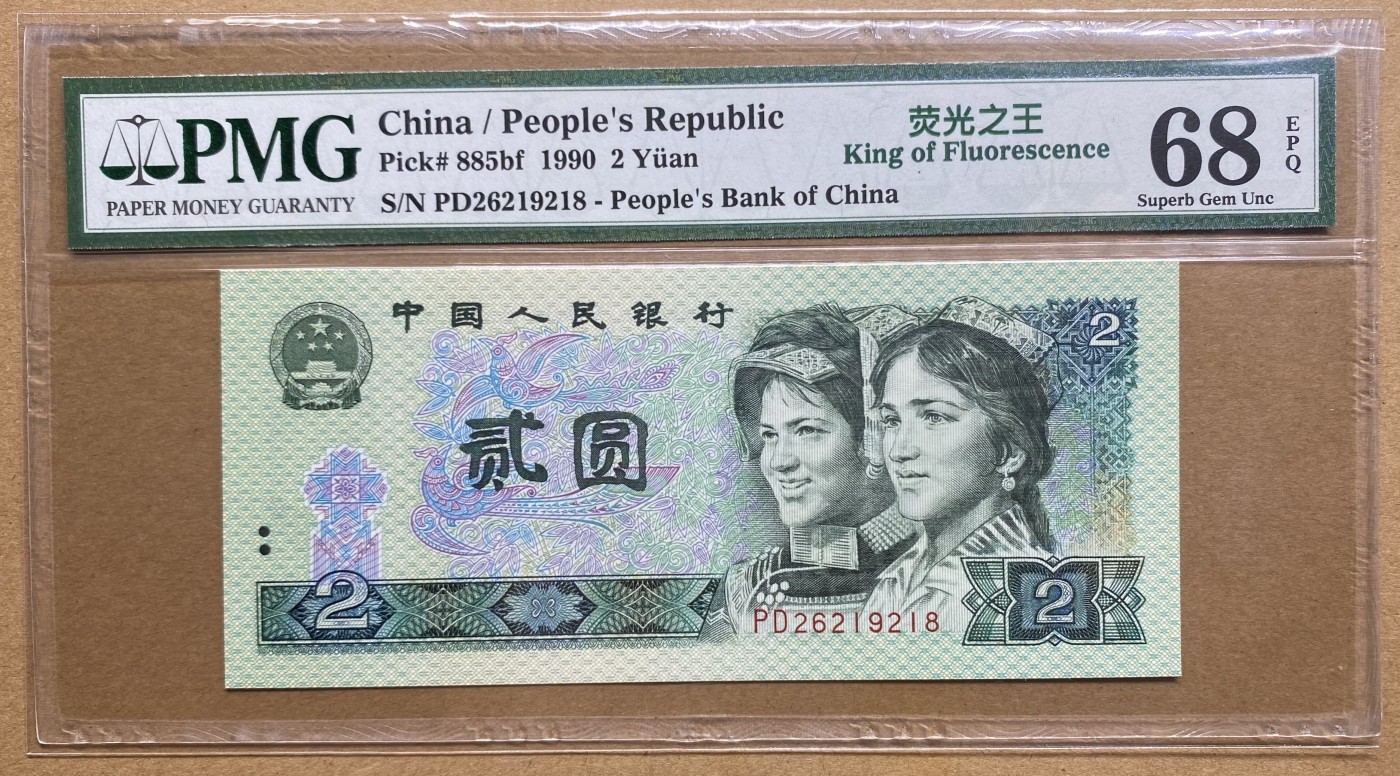 PMG
PAPER MONEY GUARANTY
China / People's Republic
Pick# 885bf 1990 2 Yüan
S/N PD26219218 - People's Bank of China
荧光之王
King of Fluorescence
68
EPQ
Superb Gem Unc
中国人民银行
2
贰圆
2
PD26219218
2